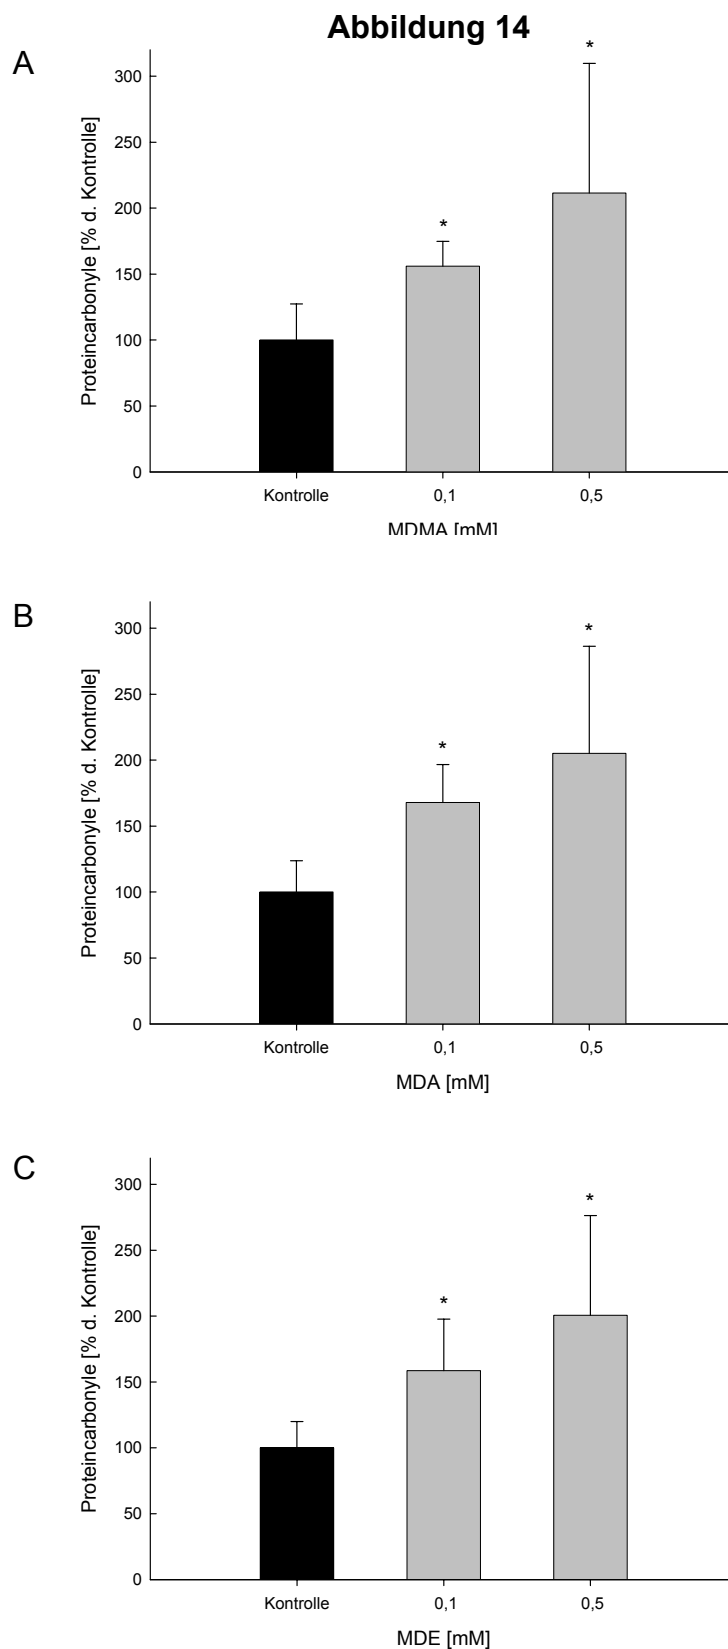 Abbildung 14
A
Proteincarbonyle [% d. Kontrolle]
300
250
200
150
100
50
0
*
*
Kontrolle 0,1 0,5
MDMA [mM]
B
Proteincarbonyle [% d. Kontrolle]
300
250
200
150
100
50
0
*
*
Kontrolle 0,1 0,5
MDA [mM]
C
Proteincarbonyle [% d. Kontrolle]
300
250
200
150
100
50
0
*
*
Kontrolle 0,1 0,5
MDE [mM]